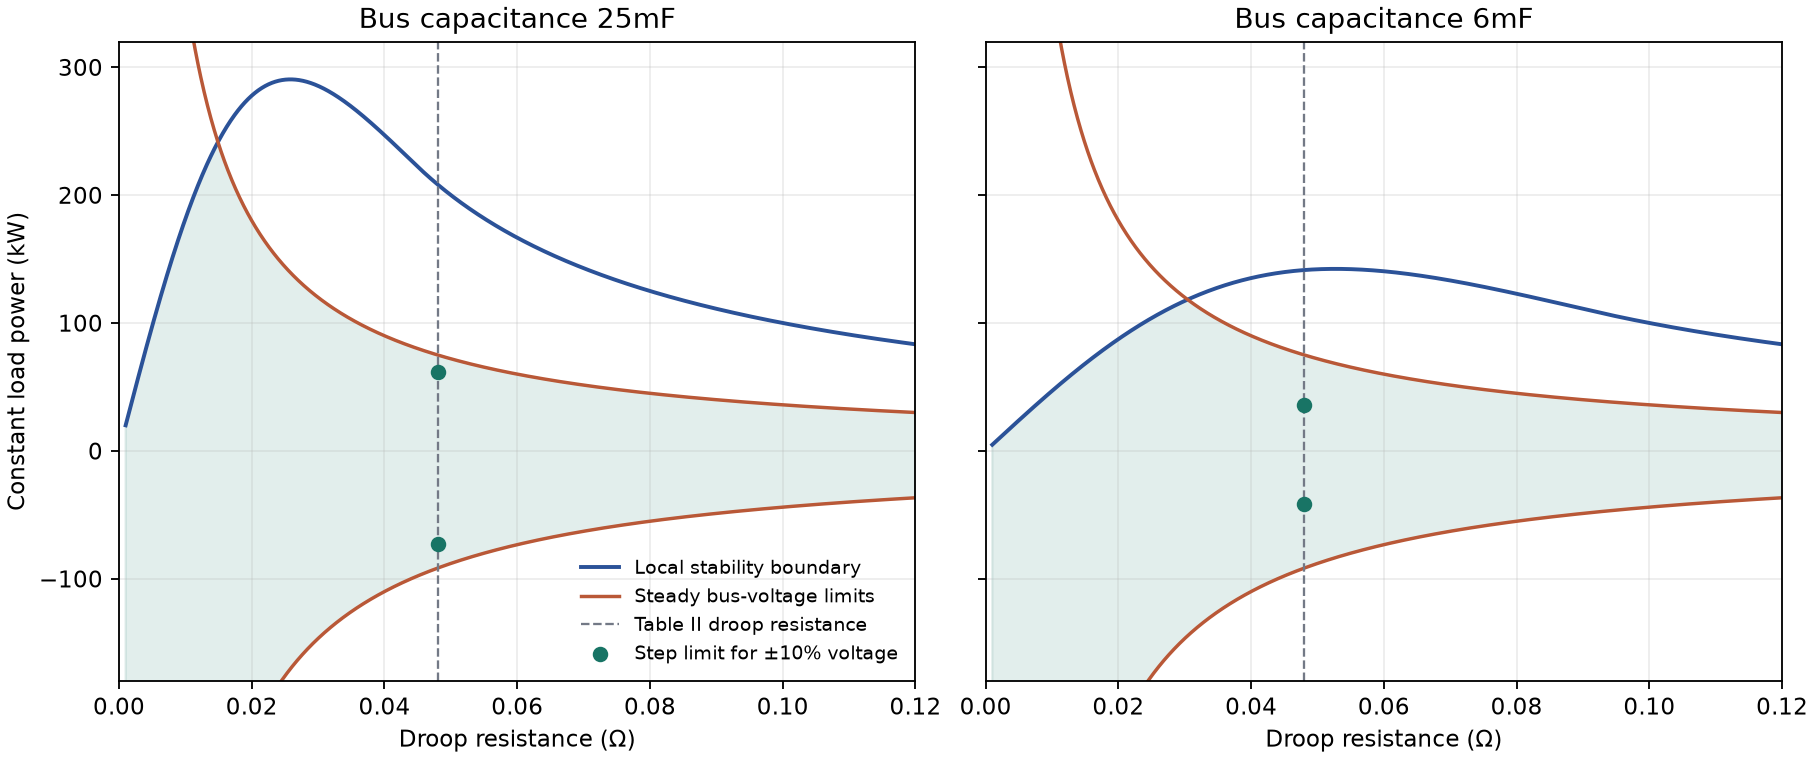 Bus capacitance 25mF
Bus capacitance 6mF
Constant load power (kW)
300
200
100
0
−100
Local stability boundary
Steady bus-voltage limits
Table II droop resistance
Step limit for ±10% voltage
0.00 0.02 0.04 0.06 0.08 0.10 0.12
0.00 0.02 0.04 0.06 0.08 0.10 0.12
Droop resistance (Ω)
Droop resistance (Ω)